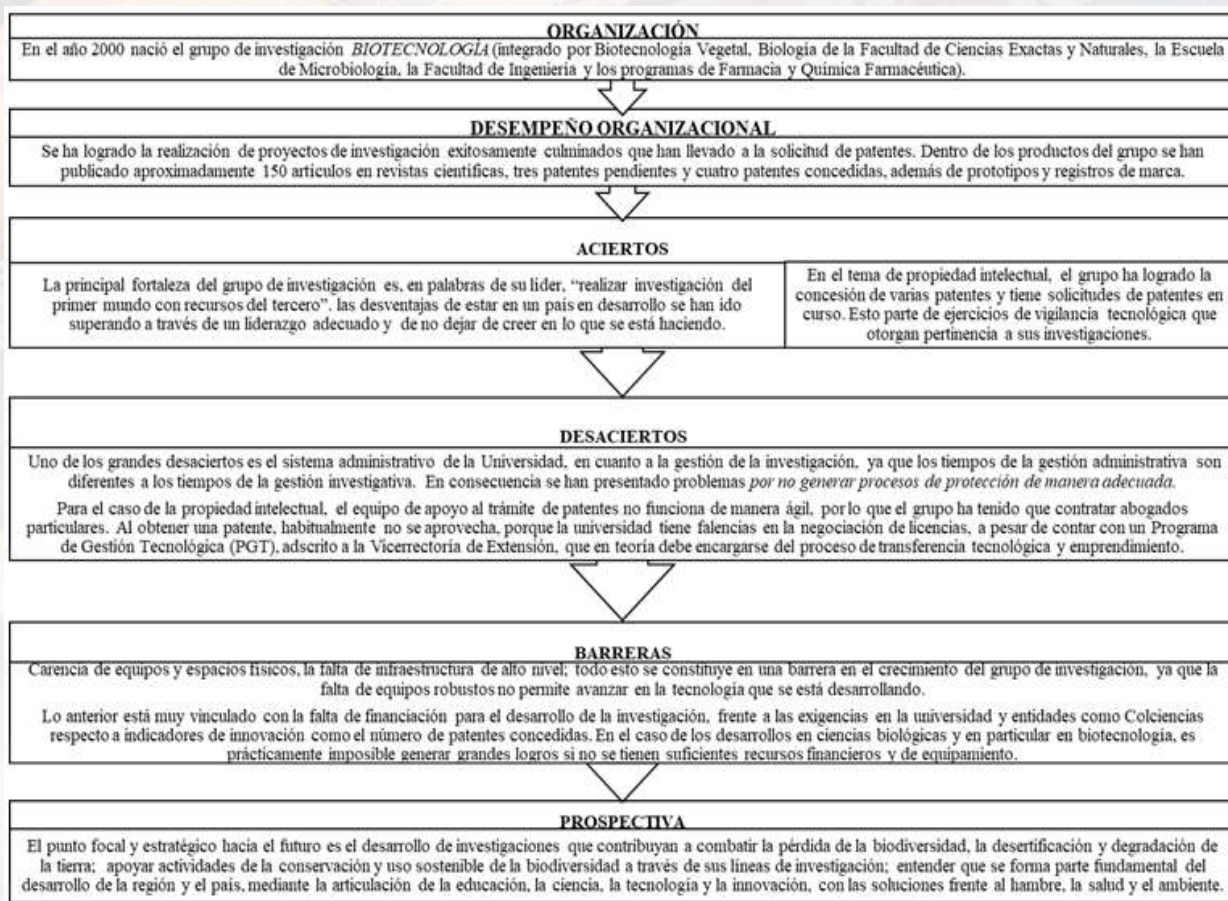 ORGANIZACIÓN
En el año 2000 nació el grupo de investigación BIOTECNOLOGÍA (integrado por Biotecnología Vegetal, Biología de la Facultad de Ciencias Exactas y Naturales, la Escuela
de Microbiología, la Facultad de Ingeniería y los programas de Farmacia y Química Farmacéutica).
DESEMPEÑO ORGANIZACIONAL
Se ha logrado la realización de proyectos de investigación exitosamente culminados que han llevado a la solicitud de patentes. Dentro de los productos del grupo se han
publicado aproximadamente 150 artículos en revistas científicas, tres patentes pendientes y cuatro patentes concedidas, además de prototipos y registros de marca.
ACIERTOS
La principal fortaleza del grupo de investigación es, en palabras de su líder, “realizar investigación del
primer mundo con recursos del tercero”. las desventajas de estar en un país en desarrollo se han ido
superando a través de un liderazgo adecuado y de no dejar de creer en lo que se está haciendo.
En el tema de propiedad intelectual, el grupo ha logrado la
concesión de varias patentes y tiene solicitudes de patentes en
curso. Esto parte de ejercicios de vigilancia tecnológica que
otorgan pertinencia a sus investigaciones.
DESACIERTOS
Uno de los grandes desaciertos es el sistema administrativo de la Universidad, en cuanto a la gestión de la investigación, ya que los tiempos de la gestión administrativa son
diferentes a los tiempos de la gestión investigativa. En consecuencia se han presentado problemas por no generar procesos de protección de manera adecuada.
Para el caso de la propiedad intelectual, el equipo de apoyo al trámite de patentes no funciona de manera ágil, por lo que el grupo ha tenido que contratar abogados
particulares. Al obtener una patente, habitualmente no se aprovecha, porque la universidad tiene falencias en la negociación de licencias, a pesar de contar con un Programa
de Gestión Tecnológica (PGT), adscrito a la Vicerrectoría de Extensión, que en teoría debe encargarse del proceso de transferencia tecnológica y emprendimiento.
BARRERAS
Carencia de equipos y espacios físicos, la falta de infraestructura de alto nivel; todo esto se constituye en una barrera en el crecimiento del grupo de investigación, ya que la
falta de equipos robustos no permite avanzar en la tecnología que se está desarrollando.
Lo anterior está muy vinculado con la falta de financiación para el desarrollo de la investigación, frente a las exigencias en la universidad y entidades como Colciencias
respecto a indicadores de innovación como el número de patentes concedidas. En el caso de los desarrollos en ciencias biológicas y en particular en biotecnología, es
prácticamente imposible generar grandes logros si no se tienen suficientes recursos financieros y de equipamiento.
PROSPECTIVA
El punto focal y estratégico hacia el futuro es el desarrollo de investigaciones que contribuyan a combatir la pérdida de la biodiversidad, la desertificación y degradación de
la tierra; apoyar actividades de la conservación y uso sostenible de la biodiversidad a través de sus líneas de investigación; entender que se forma parte fundamental del
desarrollo de la región y el país, mediante la articulación de la educación, la ciencia, la tecnología y la innovación, con las soluciones frente al hambre, la salud y el ambiente.